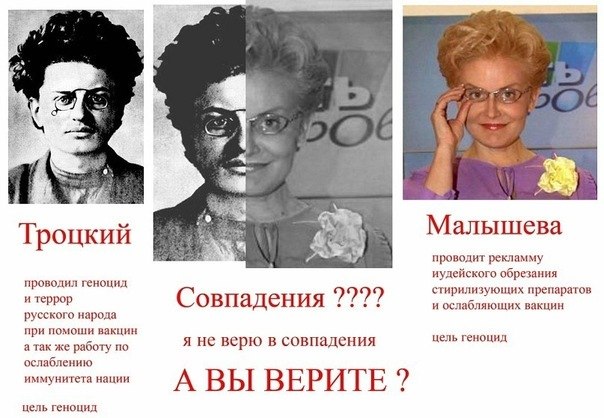 Троцкий
проводил геноцид
и террор
русского народа
при помоши вакцин
а так же работу по
ослаблению
иммунитета нации
цель геноцид
Совпадения ????
я не верю в совпадения
А ВЫ ВЕРИТЕ ?
Малышева
проводит рекламму
иудейского обрезания
стирилизующих препаратов
и ослабляющих вакцин
цель геноцид